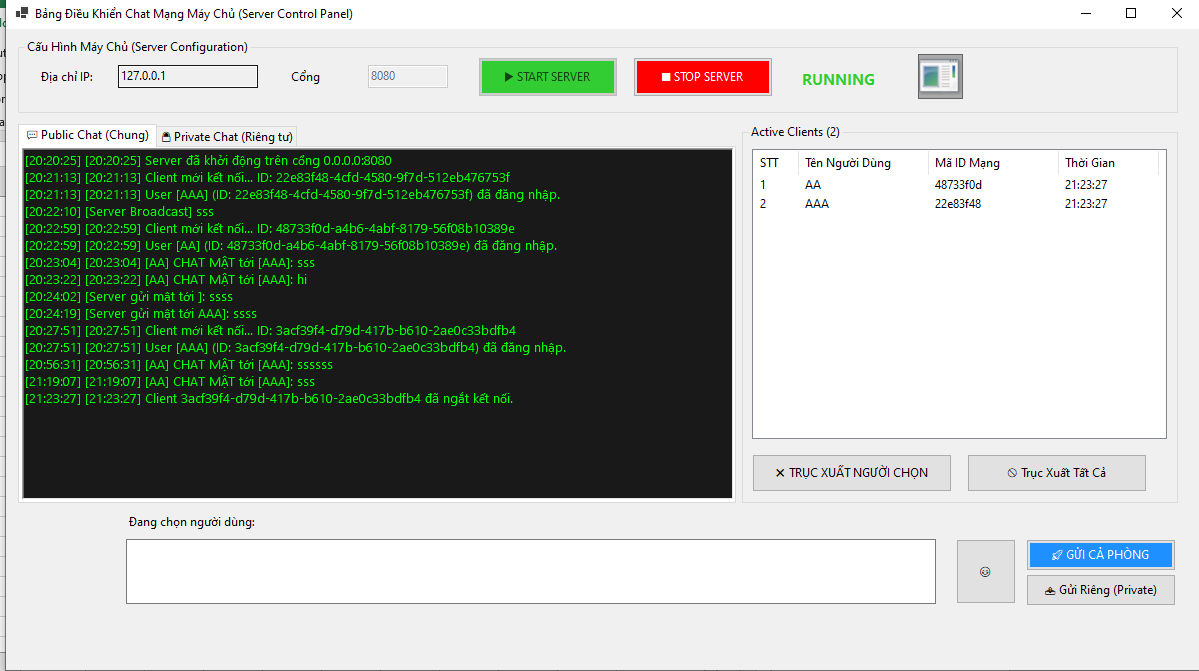 Bảng Điều Khiển Chat Mạng Máy Chủ (Server Control Panel)
Cấu Hình Máy Chủ (Server Configuration)
Địa chỉ IP:
127.0.0.1
Cổng
8080
START SERVER
STOP SERVER
RUNNING
Public Chat (Chung)
Private Chat (Riêng tư)
[20:20:25] [20:20:25] Server đã khởi động trên cổng 0.0.0.0:8080
[20:21:13] [20:21:13] Client mới kết nối... ID: 22e83f48-4cfd-4580-9f7d-512eb476753f
[20:21:13] [20:21:13] User [AAA] (ID: 22e83f48-4cfd-4580-9f7d-512eb476753f) đã đăng nhập.
[20:22:10] [Server Broadcast] sss
[20:22:59] [20:22:59] Client mới kết nối... ID: 48733f0d-a4b6-4abf-8179-56f08b10389e
[20:22:59] [20:22:59] User [AA] (ID: 48733f0d-a4b6-4abf-8179-56f08b10389e) đã đăng nhập.
[20:23:04] [20:23:04] [AA] CHAT MẬT tới [AAA]: sss
[20:23:22] [20:23:22] [AA] CHAT MẬT tới [AAA]: hi
[20:24:02] [Server gửi mật tới ]: ssss
[20:24:19] [Server gửi mật tới AAA]: ssss
[20:27:51] [20:27:51] Client mới kết nối... ID: 3acf39f4-d79d-417b-b610-2ae0c33bdfb4
[20:27:51] [20:27:51] User [AAA] (ID: 3acf39f4-d79d-417b-b610-2ae0c33bdfb4) đã đăng nhập.
[20:56:31] [20:56:31] [AA] CHAT MẬT tới [AAA]: ssssss
[21:19:07] [21:19:07] [AA] CHAT MẬT tới [AAA]: sss
[21:23:27] [21:23:27] Client 3acf39f4-d79d-417b-b610-2ae0c33bdfb4 đã ngắt kết nối.
Active Clients (2)
STT Tên Người Dùng Mã ID Mạng Thời Gian
1 AA 48733f0d 21:23:27
2 AAA 22e83f48 21:23:27
TRỤC XUẤT NGƯỜI CHỌN
Trục Xuất Tất Cả
Đang chọn người dùng:
GỬI CẢ PHÒNG
Gửi Riêng (Private)